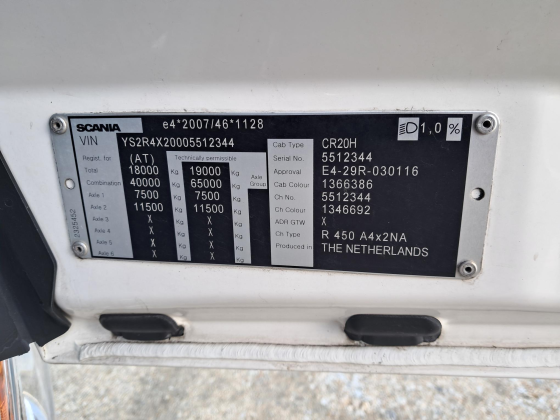 SCANIA e4*2007/46*1128 1,0 %
VIN YS2R4X20005512344
Regist. for: (AT) Technically permissible
Total 18000 Kg 19000 Kg
Combination 40000 Kg 65000 Kg Axle Group
Axle 1 7500 Kg 7500 Kg
Axle 2 11500 Kg 11500 Kg
Axle 3 X Kg X Kg
Axle 4 X Kg X Kg
Axle 5 X Kg X Kg
Axle 6 X Kg X Kg
Cab Type CR20H
Serial No. 5512344
Approval E4-29R-030116
Cab Colour 1366386
Ch No. 5512344
Ch Colour 1346692
ADR GTW X
Ch Type R 450 A4x2NA
Produced in THE NETHERLANDS
2325452